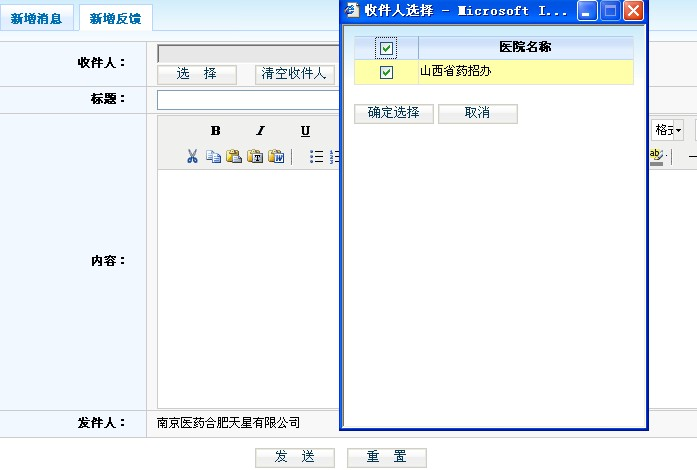 新增消息 新增反馈
收件人：
选 择 清空收件人
标题：
B I U
格式
内容：
发件人： 南京医药合肥天星有限公司
发 送 重 置
收件人选择 - Microsoft I...
医院名称
山西省药招办
确定选择 取消